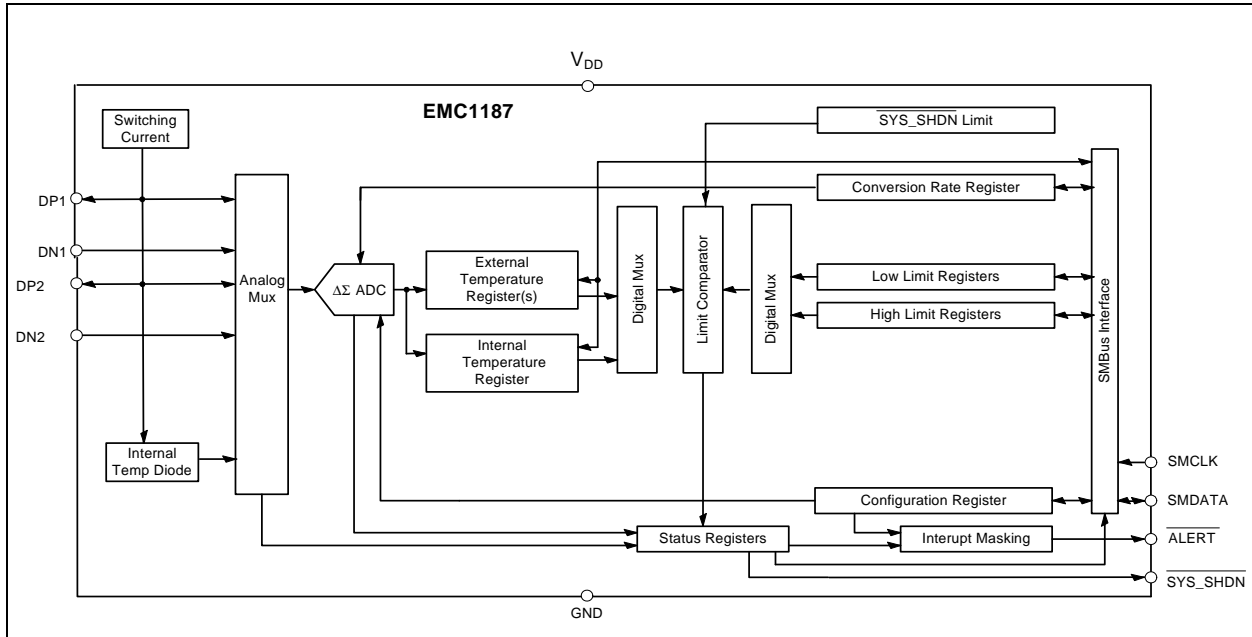 VDD
EMC1187
Switching
Current
SYS_SHDN Limit
Conversion Rate Register
DP1
DN1
DP2
DN2
Analog
Mux
ΔΣ ADC
External
Temperature
Register(s)
Internal
Temperature
Register
Digital Mux
Limit Comparator
Digital Mux
Low Limit Registers
High Limit Registers
SMBus Interface
Internal
Temp Diode
Configuration Register
Status Registers
Interupt Masking
SMCLK
SMDATA
ALERT
SYS_SHDN
GND